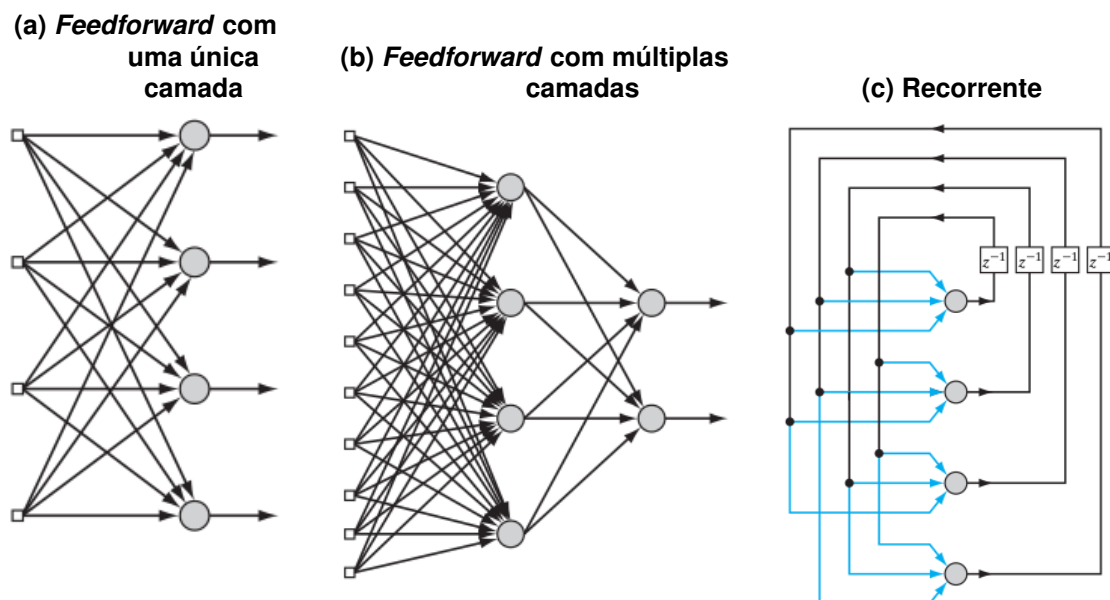 (a) Feedforward com
uma única
camada
(b) Feedforward com múltiplas
camadas
(c) Recorrente
z⁻¹ z⁻¹ z⁻¹ z⁻¹